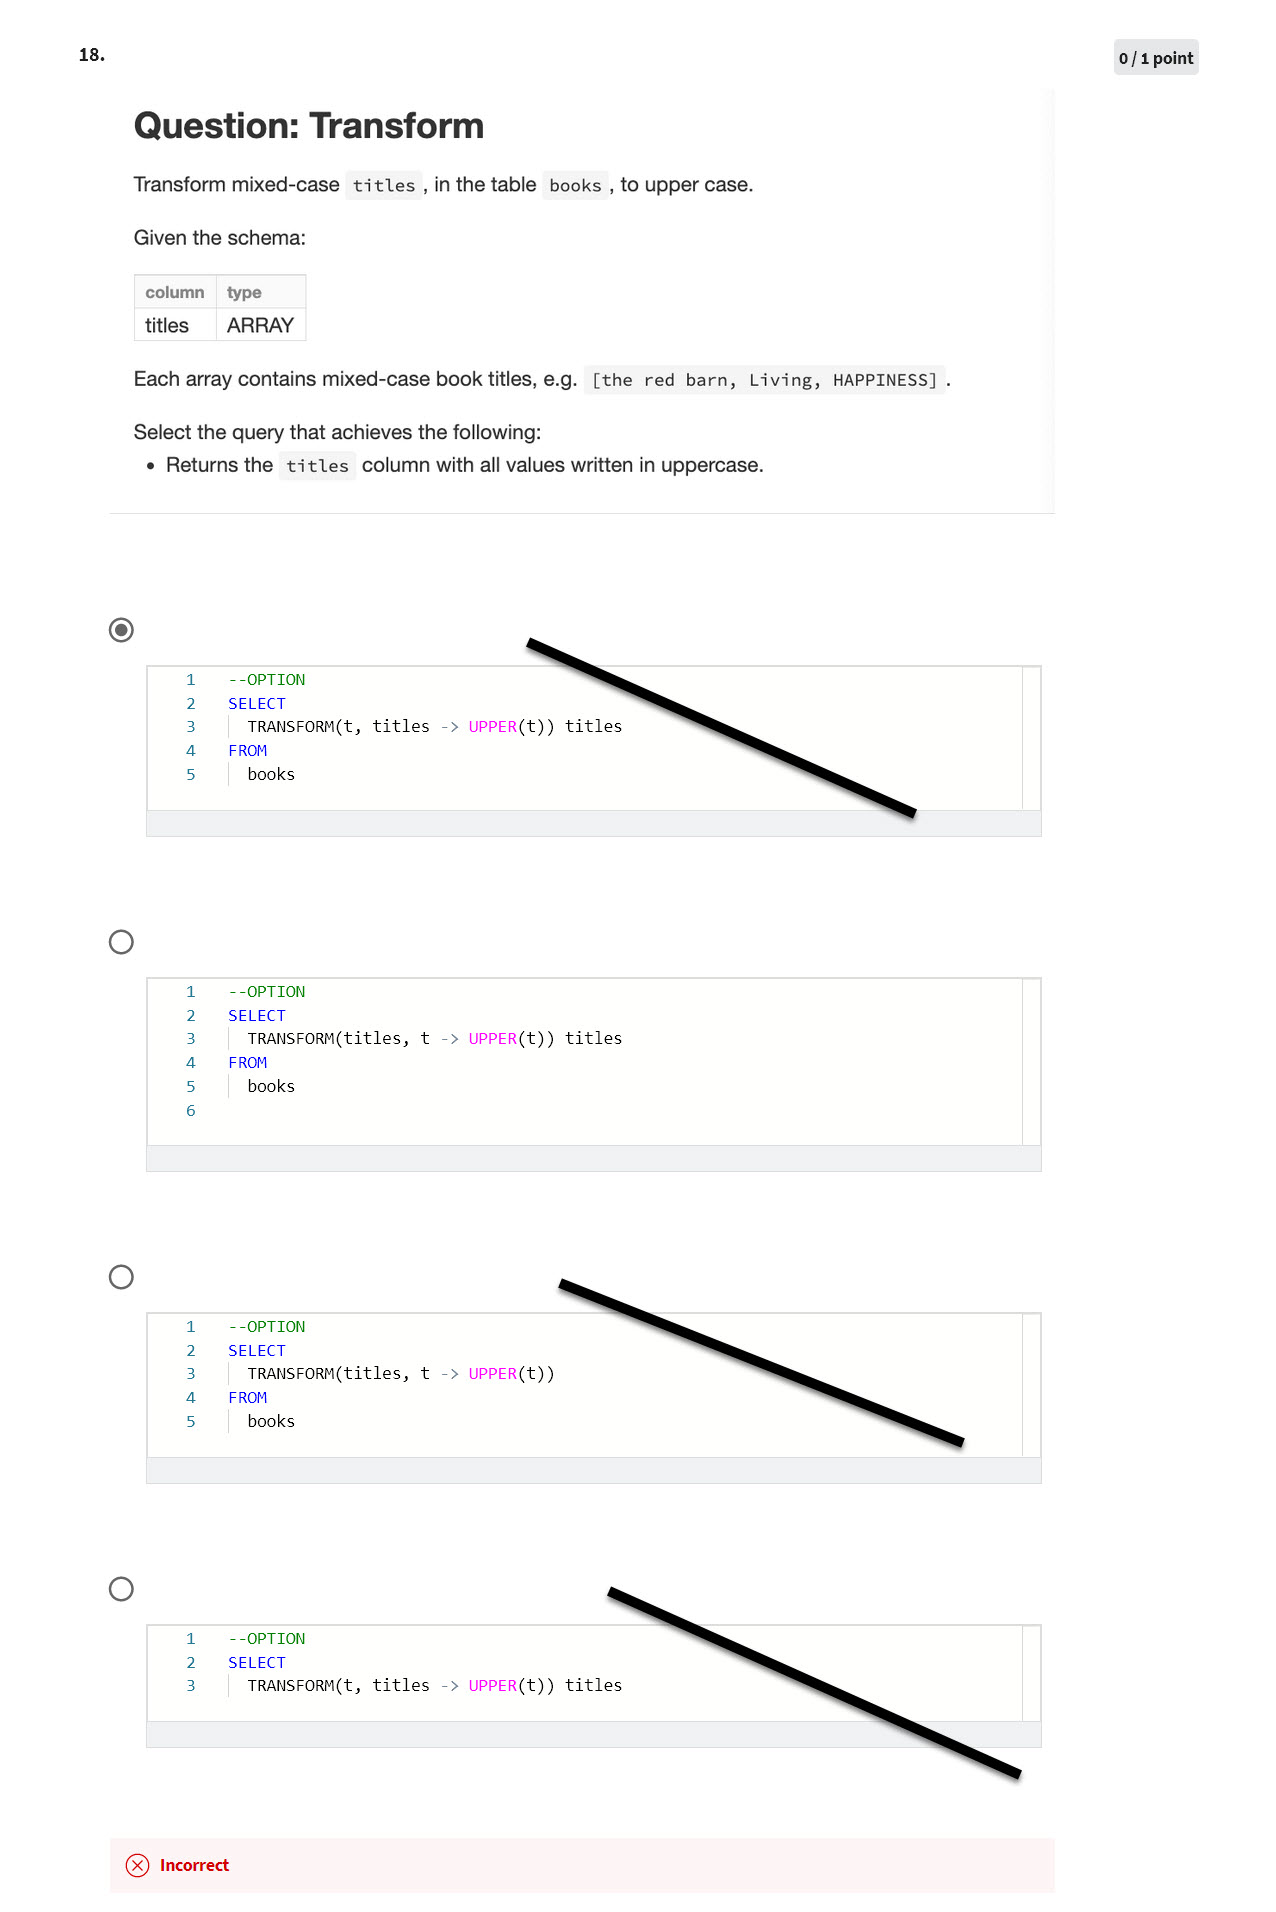 18.
0 / 1 point
Question: Transform
Transform mixed-case titles , in the table books , to upper case.
Given the schema:
column type
titles ARRAY
Each array contains mixed-case book titles, e.g. [the red barn, Living, HAPPINESS] .
Select the query that achieves the following:
• Returns the titles column with all values written in uppercase.
1 --OPTION
2 SELECT
3 TRANSFORM(t, titles -> UPPER(t)) titles
4 FROM
5 books
1 --OPTION
2 SELECT
3 TRANSFORM(titles, t -> UPPER(t)) titles
4 FROM
5 books
6
1 --OPTION
2 SELECT
3 TRANSFORM(titles, t -> UPPER(t))
4 FROM
5 books
1 --OPTION
2 SELECT
3 TRANSFORM(t, titles -> UPPER(t)) titles
Incorrect